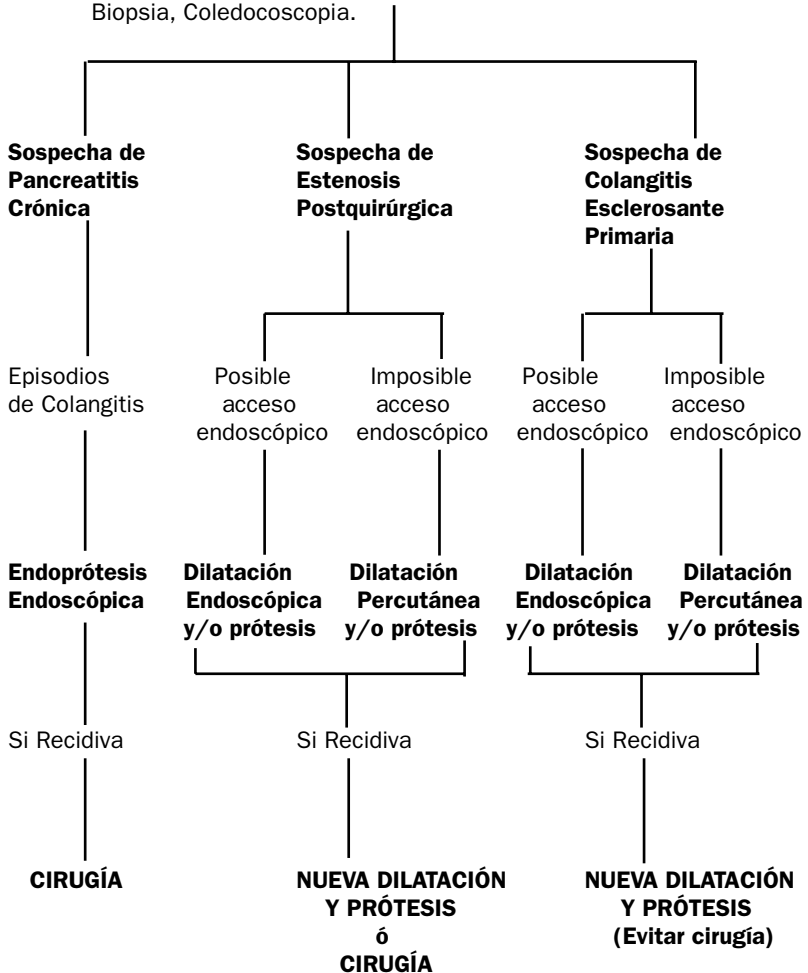 Biopsia, Coledocoscopia.
Sospecha de
Pancreatitis
Crónica
Sospecha de
Estenosis
Postquirúrgica
Sospecha de
Colangitis
Esclerosante
Primaria
Episodios
de Colangitis
Posible
acceso
endoscópico
Imposible
acceso
endoscópico
Posible
acceso
endoscópico
Imposible
acceso
endoscópico
Endoprótesis
Endoscópica
Dilatación
Endoscópica
y/o prótesis
Dilatación
Percutánea
y/o prótesis
Dilatación
Endoscópica
y/o prótesis
Dilatación
Percutánea
y/o prótesis
Si Recidiva
Si Recidiva
Si Recidiva
CIRUGÍA
NUEVA DILATACIÓN
Y PRÓTESIS
ó
CIRUGÍA
NUEVA DILATACIÓN
Y PRÓTESIS
(Evitar cirugía)